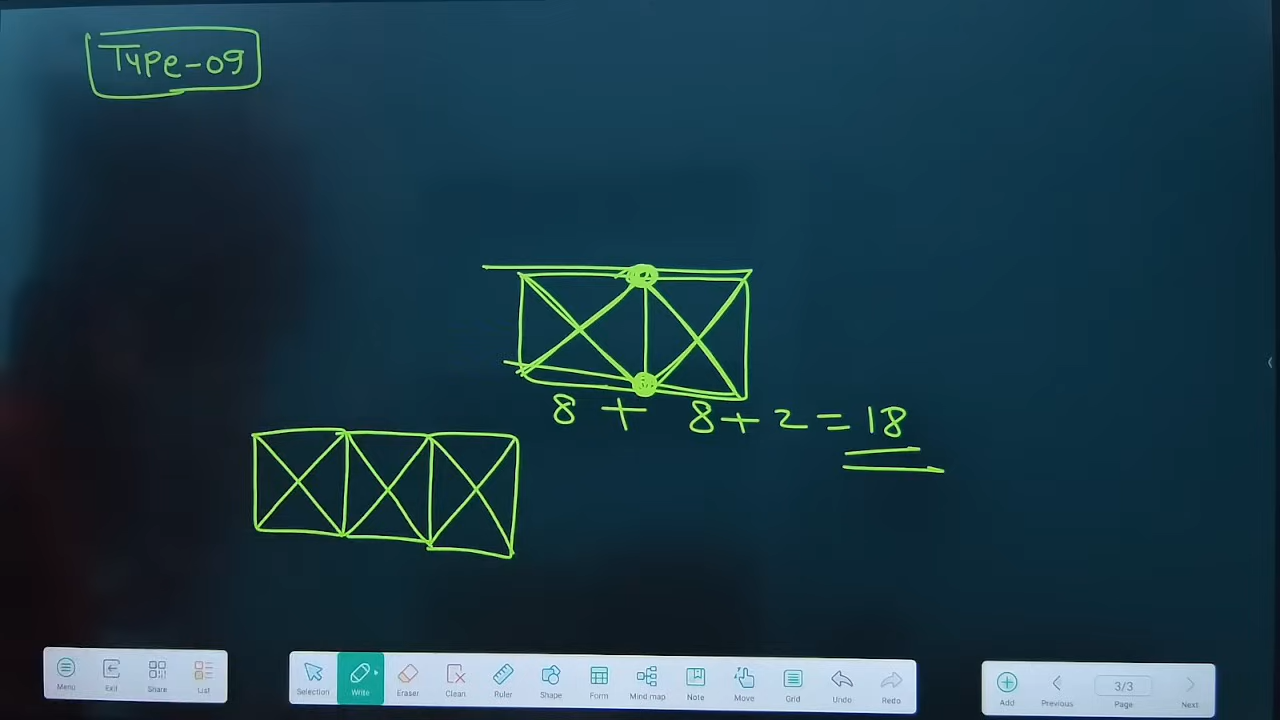 Type-09
8 + 8+2=18
Menu Exit Share List
Selection Write Eraser Clean Ruler Shape Form Mind map Note Move Grid Undo Redo
3/3
Add Previous Page Next